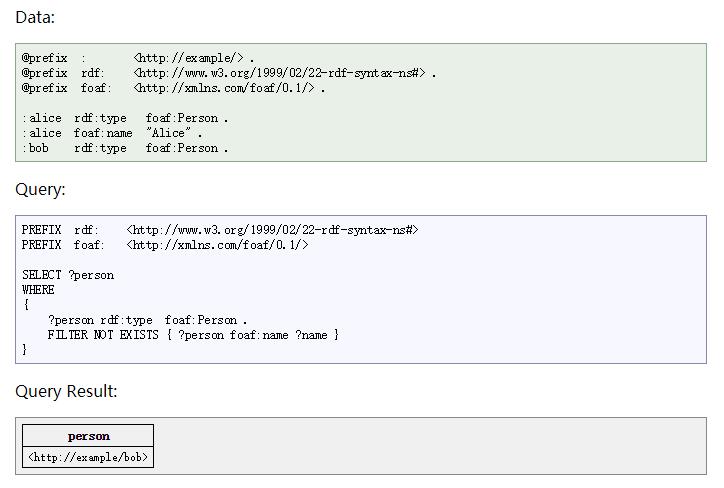 Data:
@prefix  :       <http://example/> .
@prefix  rdf:    <http://www.w3.org/1999/02/22-rdf-syntax-ns#> .
@prefix  foaf:   <http://xmlns.com/foaf/0.1/> .
:alice  rdf:type   foaf:Person .
:alice  foaf:name  "Alice" .
:bob    rdf:type   foaf:Person .
Query:
PREFIX  rdf:    <http://www.w3.org/1999/02/22-rdf-syntax-ns#>
PREFIX  foaf:   <http://xmlns.com/foaf/0.1/>
SELECT ?person
WHERE
{
    ?person rdf:type  foaf:Person .
    FILTER NOT EXISTS { ?person foaf:name ?name }
}
Query Result:
person
<http://example/bob>